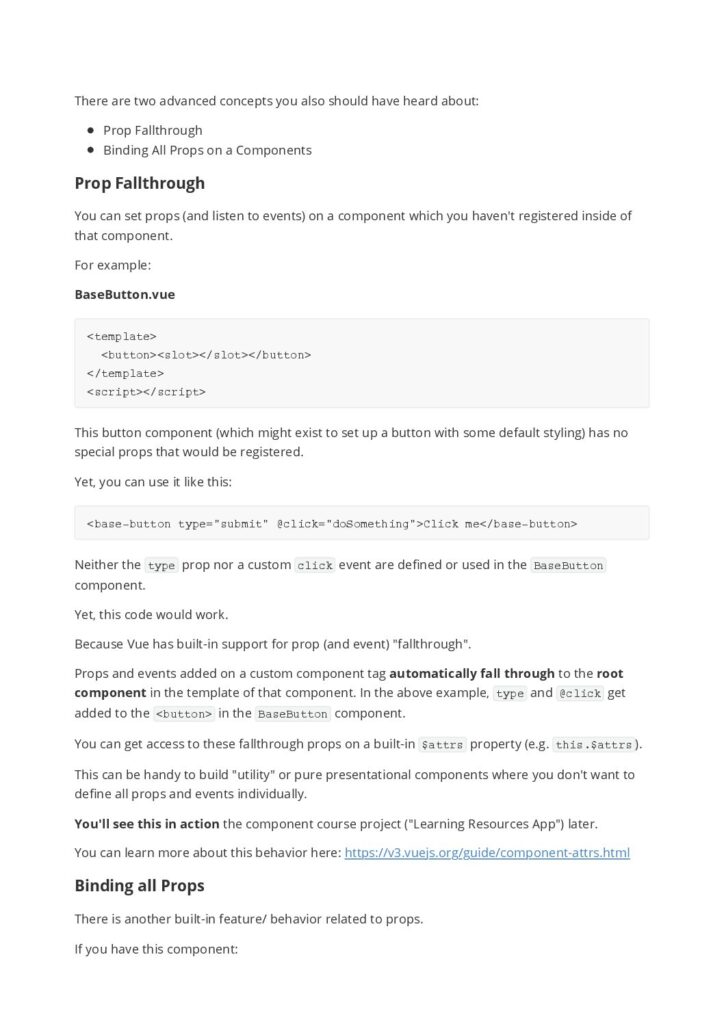 There are two advanced concepts you also should have heard about:
Prop Fallthrough
Binding All Props on a Components
Prop Fallthrough
You can set props (and listen to events) on a component which you haven't registered inside of
that component.
For example:
BaseButton.vue
<template>
  <button><slot></slot></button>
</template>
<script></script>
This button component (which might exist to set up a button with some default styling) has no
special props that would be registered.
Yet, you can use it like this:
<base-button type="submit" @click="doSomething">Click me</base-button>
Neither the type prop nor a custom click event are defined or used in the BaseButton
component.
Yet, this code would work.
Because Vue has built-in support for prop (and event) "fallthrough".
Props and events added on a custom component tag automatically fall through to the root
component in the template of that component. In the above example, type and @click get
added to the <button> in the BaseButton component.
You can get access to these fallthrough props on a built-in $attrs property (e.g. this.$attrs).
This can be handy to build "utility" or pure presentational components where you don't want to
define all props and events individually.
You'll see this in action the component course project ("Learning Resources App") later.
You can learn more about this behavior here: https://v3.vuejs.org/guide/component-attrs.html
Binding all Props
There is another built-in feature/ behavior related to props.
If you have this component: